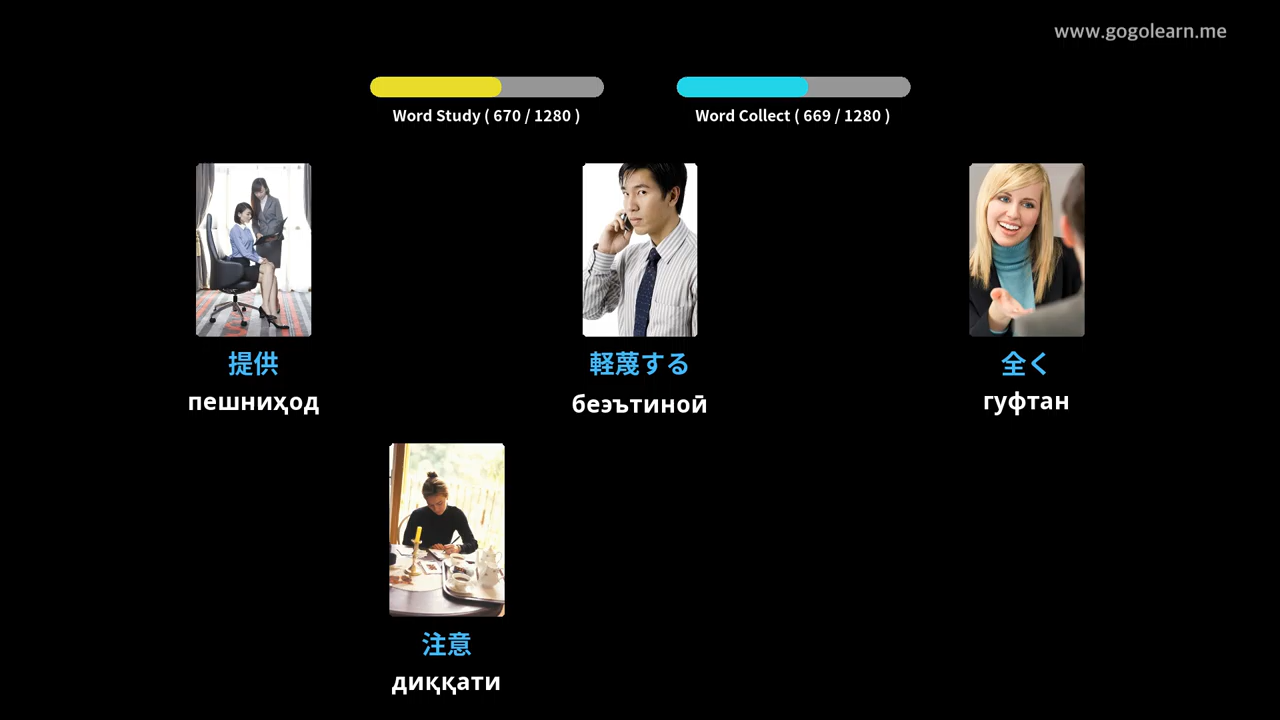 www.gogolearn.me
Word Study ( 670 / 1280 )
Word Collect ( 669 / 1280 )
提供
пешниҳод
軽蔑する
беэътиноӣ
全く
гуфтан
注意
диққати